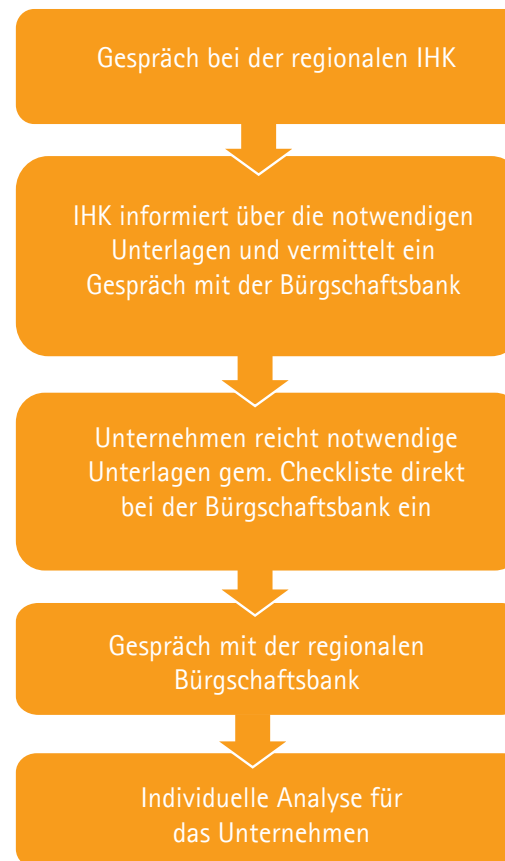 Gespräch bei der regionalen IHK
IHK informiert über die notwendigen
Unterlagen und vermittelt ein
Gespräch mit der Bürgschaftsbank
Unternehmen reicht notwendige
Unterlagen gem. Checkliste direkt
bei der Bürgschaftsbank ein
Gespräch mit der regionalen
Bürgschaftsbank
Individuelle Analyse für
das Unternehmen